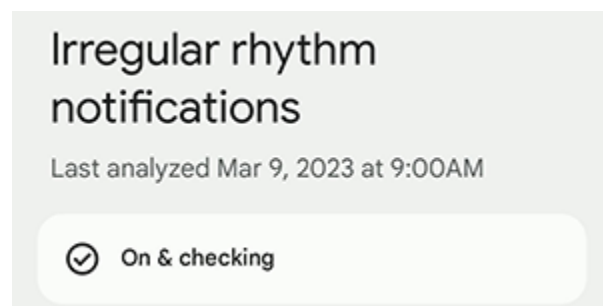 Irregular rhythm
notifications
Last analyzed Mar 9, 2023 at 9:00AM
On & checking